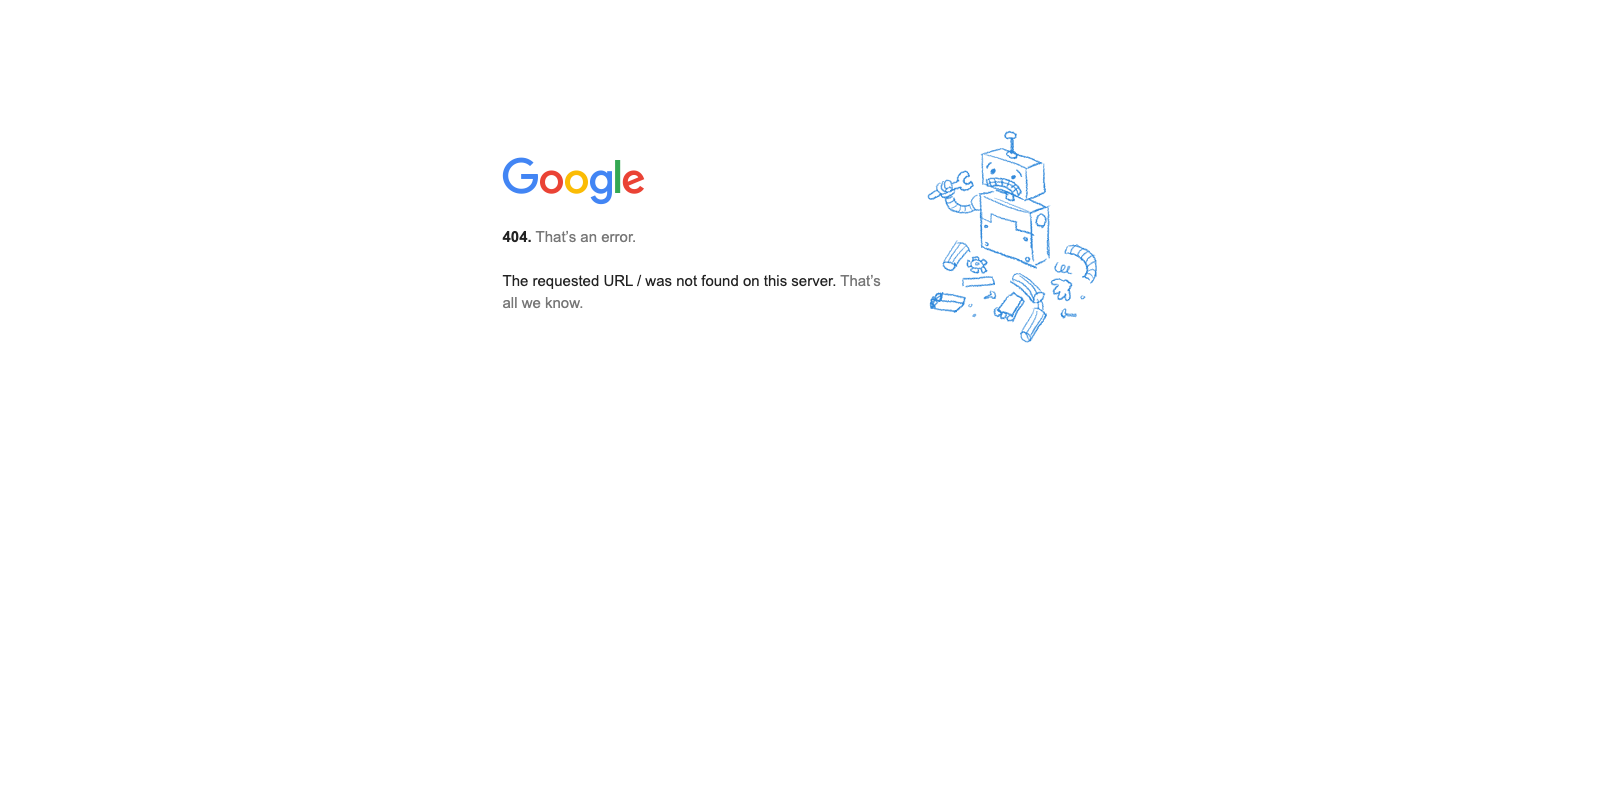 Google
404. That’s an error.
The requested URL / was not found on this server. That’s
all we know.